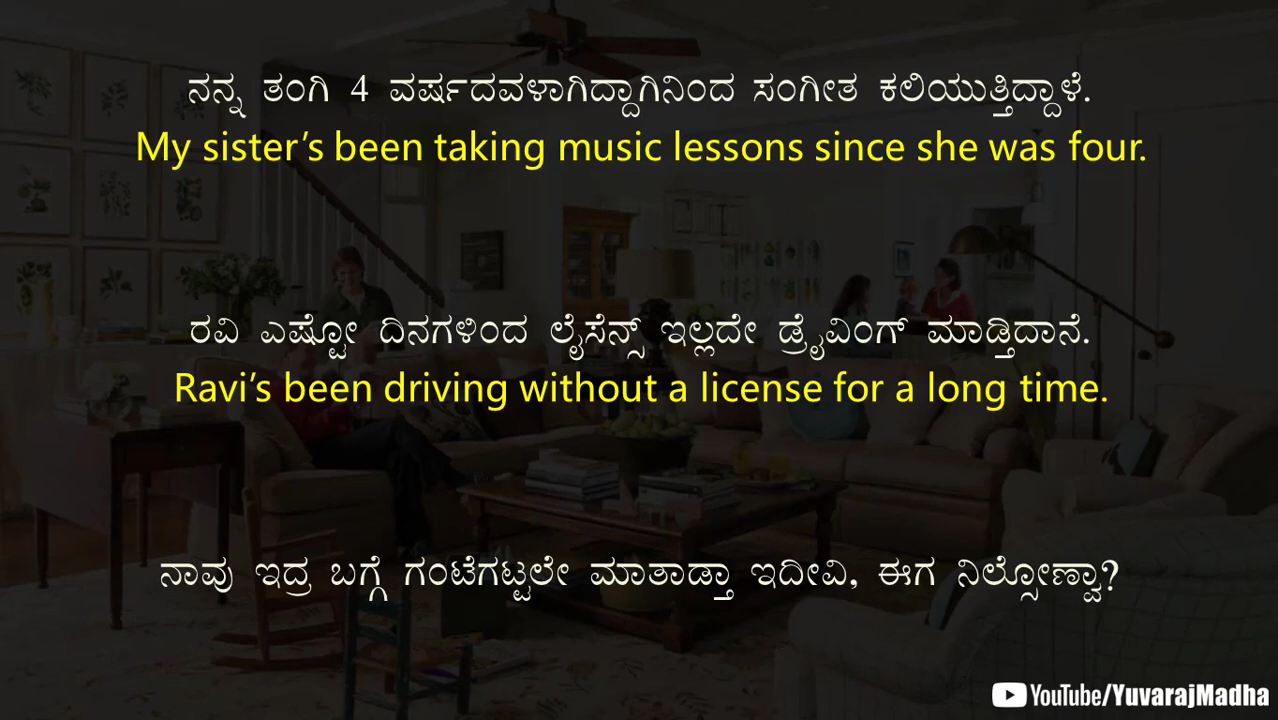 ನನ್ನ ತಂಗಿ 4 ವರ್ಷದವಳಾಗಿದ್ದಾಗಿನಿಂದ ಸಂಗೀತ ಕಲಿಯುತ್ತಿದ್ದಾಳೆ.
My sister’s been taking music lessons since she was four.
ರವಿ ಎಷ್ಟೋ ದಿನಗಳಿಂದ ಲೈಸೆನ್ಸ್ ಇಲ್ಲದೇ ಡ್ರೈವಿಂಗ್ ಮಾಡ್ತಿದಾನೆ.
Ravi’s been driving without a license for a long time.
ನಾವು ಇದ್ರ ಬಗ್ಗೆ ಗಂಟೆಗಟ್ಟಲೇ ಮಾತಾಡ್ತಾ ಇದೀವಿ, ಈಗ ನಿಲ್ಸೋಣ್ವಾ?
YouTube/YuvarajMadha